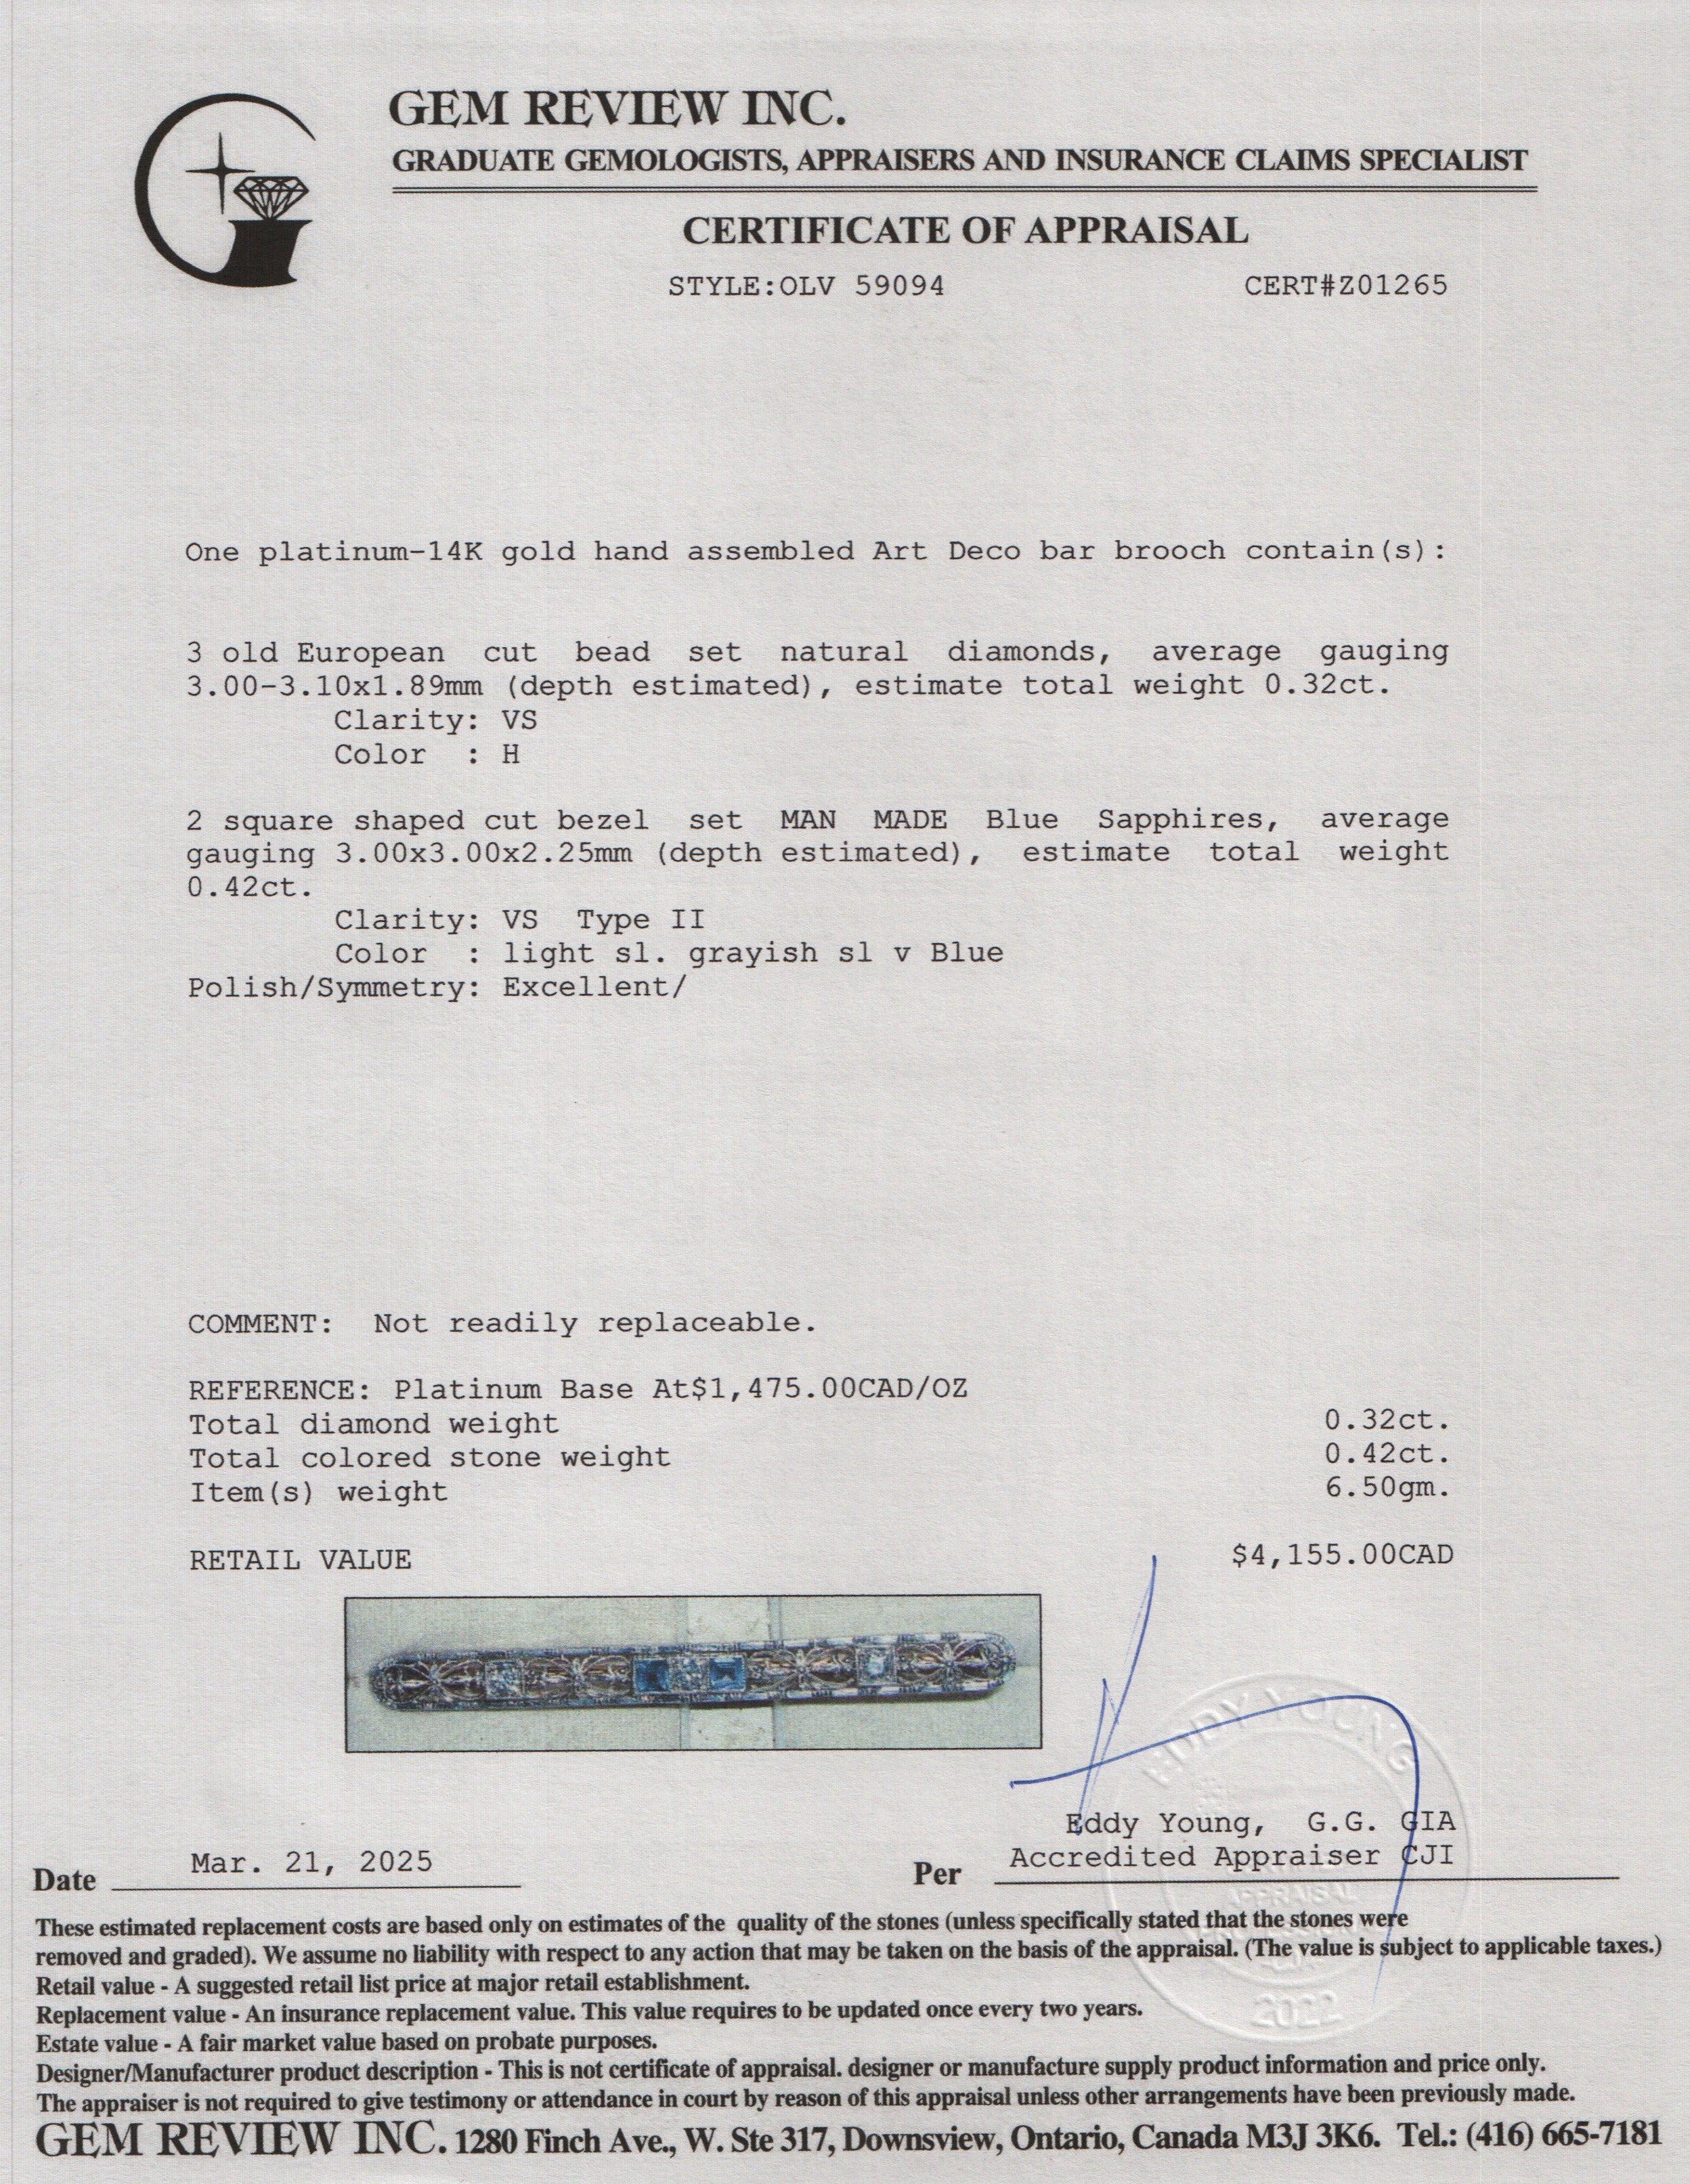 GEM REVIEW INC.
GRADUATE GEMOLOGISTS, APPRAISERS AND INSURANCE CLAIMS SPECIALIST
CERTIFICATE OF APPRAISAL
STYLE:OLV 59094 CERT#Z01265
One platinum-14K gold hand assembled Art Deco bar brooch contain(s):
3 old European cut bead set natural diamonds, average gauging
3.00-3.10x1.89mm (depth estimated), estimate total weight 0.32ct.
Clarity: VS
Color : H
2 square shaped cut bezel set MAN MADE Blue Sapphires, average
gauging 3.00x3.00x2.25mm (depth estimated), estimate total weight
0.42ct.
Clarity: VS Type II
Color : light sl. grayish sl v Blue
Polish/Symmetry: Excellent/
COMMENT: Not readily replaceable.
REFERENCE: Platinum Base At$1,475.00CAD/OZ
Total diamond weight 0.32ct.
Total colored stone weight 0.42ct.
Item(s) weight 6.50gm.
RETAIL VALUE $4,155.00CAD
EDDY YOUNG
Eddy Young, G.G. GIA
Date Mar. 21, 2025 Per Accredited Appraiser CJI
APPRAISAL
2022
These estimated replacement costs are based only on estimates of the quality of the stones (unless specifically stated that the stones were
removed and graded). We assume no liability with respect to any action that may be taken on the basis of the appraisal. (The value is subject to applicable taxes.)
Retail value - A suggested retail list price at major retail establishment.
Replacement value - An insurance replacement value. This value requires to be updated once every two years.
Estate value - A fair market value based on probate purposes.
Designer/Manufacturer product description - This is not certificate of appraisal. designer or manufacture supply product information and price only.
The appraiser is not required to give testimony or attendance in court by reason of this appraisal unless other arrangements have been previously made.
GEM REVIEW INC. 1280 Finch Ave., W. Ste 317, Downsview, Ontario, Canada M3J 3K6. Tel.: (416) 665-7181